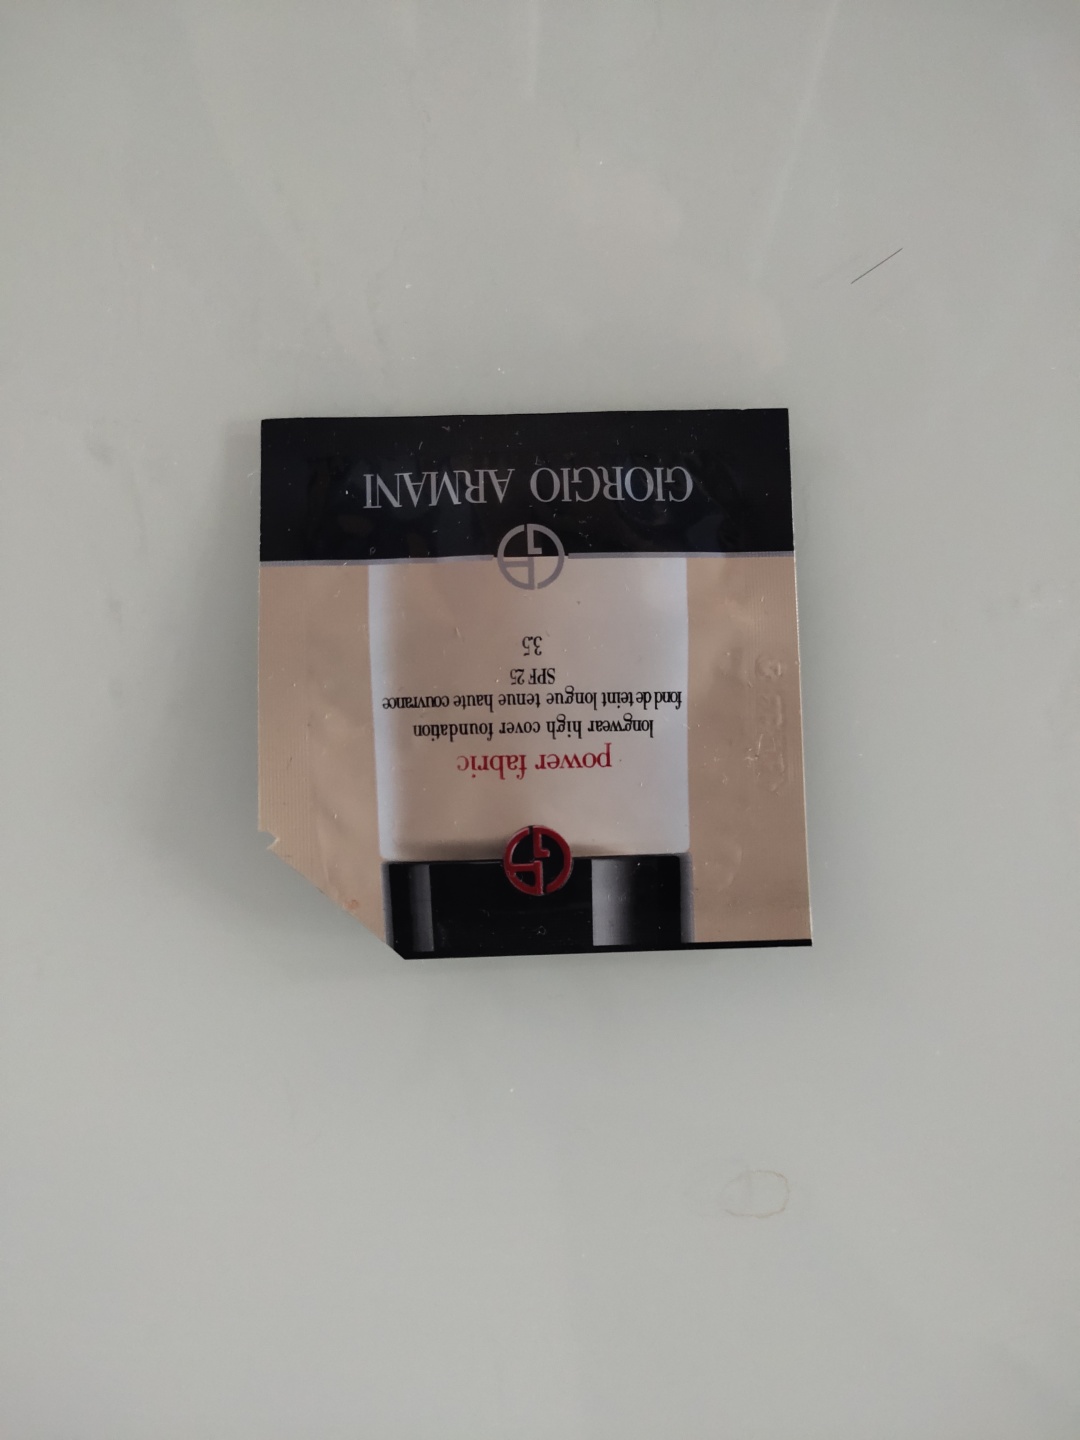 power fabric
longwear high cover foundation
fond de teint longue tenue haute couvrance
SPF 25
3.5
GIORGIO ARMANI